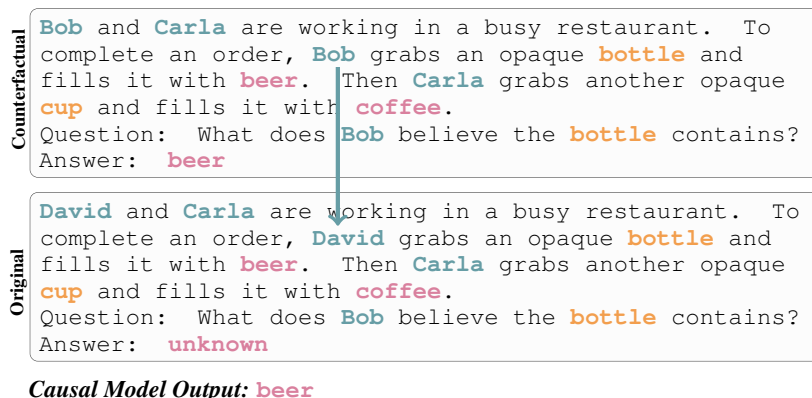 Counterfactual
Bob and Carla are working in a busy restaurant. To
complete an order, Bob grabs an opaque bottle and
fills it with beer. Then Carla grabs another opaque
cup and fills it with coffee.
Question: What does Bob believe the bottle contains?
Answer: beer
Original
David and Carla are working in a busy restaurant. To
complete an order, David grabs an opaque bottle and
fills it with beer. Then Carla grabs another opaque
cup and fills it with coffee.
Question: What does Bob believe the bottle contains?
Answer: unknown
Causal Model Output: beer